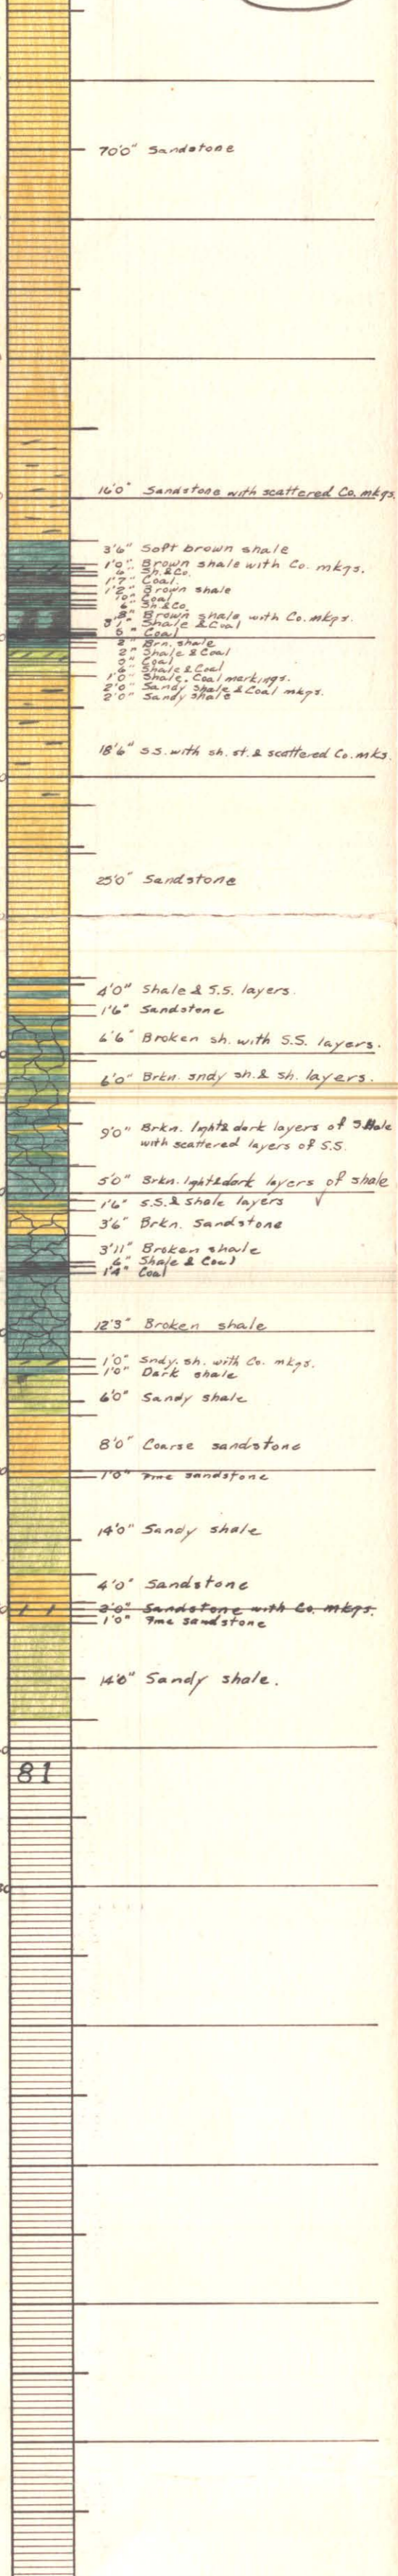 70'0" Sandstone
16'0" Sandstone with scattered Co. mkgs.
3'6" Soft brown shale
1'0" Brown shale with Co. mkgs.
6" Sh. & Co.
1'7" Coal.
1'2" Brown shale
10" Coal
6" Sh. & Co.
8" Brown shale with Co. mkgs.
3'1" Shale & Coal
5" Coal
2" Brn. shale
2" Shale & Coal
Coal
6" Shale & Coal
1'0" Shale, Coal markings.
2'0" Sandy shale & Coal mkgs.
2'0" Sandy shale
18'6" S.S. with sh. st. & scattered Co. mks.
25'0" Sandstone
4'0" Shale & S.S. layers.
1'6" Sandstone
6'6" Broken sh. with S.S. layers.
6'0" Brkn. sndy sh. & sh. layers.
9'0" Brkn. light & dark layers of Shale
with scattered layers of S.S.
5'0" Brkn. light & dark layers of shale
1'6" S.S. & shale layers
3'6" Brkn. Sandstone
3'11" Broken shale
6" Shale & Coal
1'4" Coal
12'3" Broken shale
1'0" Sndy. sh. with Co. mkgs.
1'0" Dark shale
6'0" Sandy shale
8'0" Coarse sandstone
1'0" Fine sandstone
14'0" Sandy shale
4'0" Sandstone
2'0" Sandstone with Co. mkgs.
1'0" Fine sandstone
14'0" Sandy shale.
81